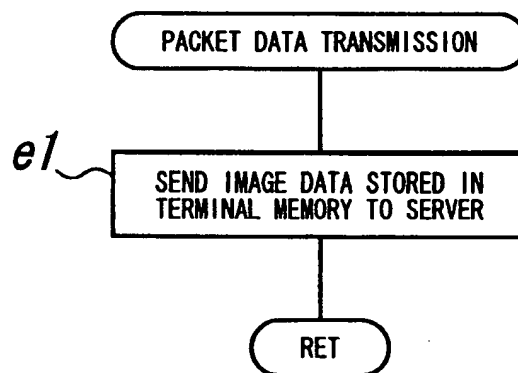 PACKET DATA TRANSMISSION
e1
SEND IMAGE DATA STORED IN
TERMINAL MEMORY TO SERVER
RET